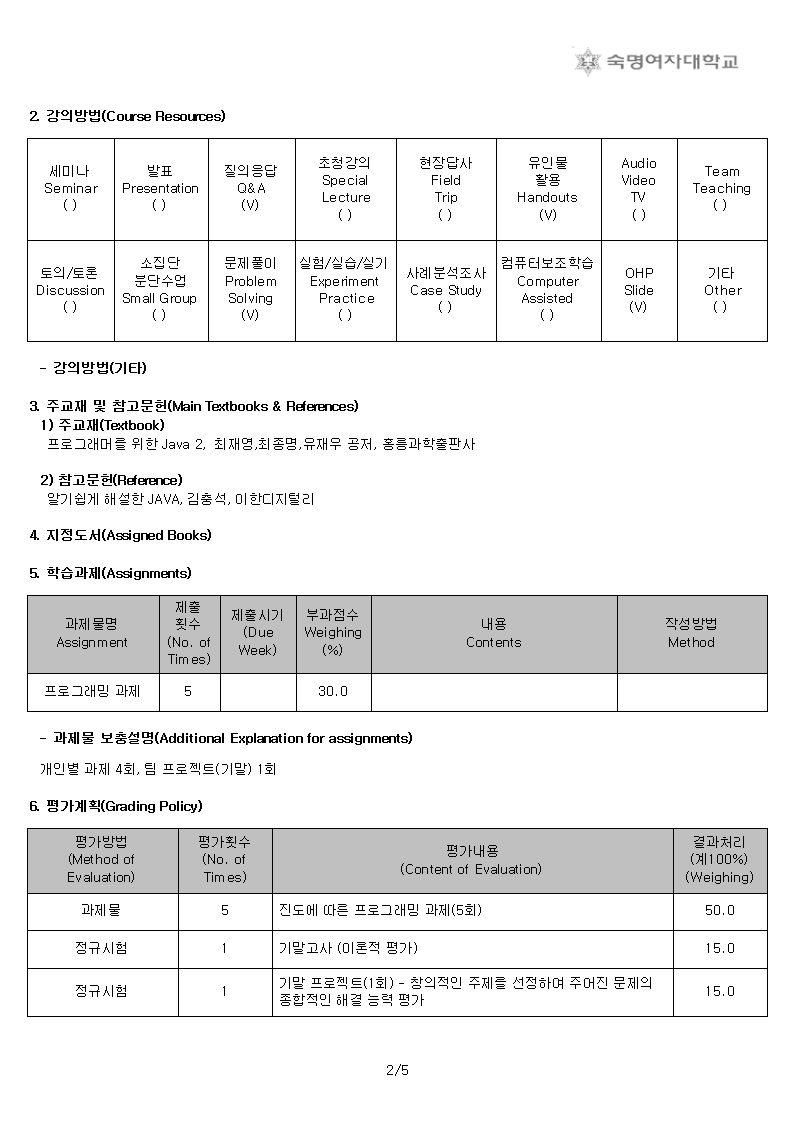 숙명여자대학교
2. 강의방법(Course Resources)
세미나
Seminar
( )
발표
Presentation
( )
질의응답
Q&A
(V)
초청강의
Special
Lecture
( )
현장답사
Field
Trip
( )
유인물
활용
Handouts
(V)
Audio
Video
TV
( )
Team
Teaching
( )
토의/토론
Discussion
( )
소집단
분단수업
Small Group
( )
문제풀이
Problem
Solving
(V)
실험/실습/실기
Experiment
Practice
( )
사례분석조사
Case Study
( )
컴퓨터보조학습
Computer
Assisted
( )
OHP
Slide
(V)
기타
Other
( )
- 강의방법(기타)
3. 주교재 및 참고문헌(Main Textbooks & References)
1) 주교재(Textbook)
프로그래머를 위한 Java 2, 최재영,최종명,유재우 공저, 홍릉과학출판사
2) 참고문헌(Reference)
알기쉽게 해설한 JAVA, 김충석, 이한디지털리
4. 지정도서(Assigned Books)
5. 학습과제(Assignments)
과제물명
Assignment
제출
횟수
(No. of
Times)
제출시기
(Due
Week)
부과점수
Weighing
(%)
내용
Contents
작성방법
Method
프로그래밍 과제
5
30.0
- 과제물 보충설명(Additional Explanation for assignments)
개인별 과제 4회, 팀 프로젝트(기말) 1회
6. 평가계획(Grading Policy)
평가방법
(Method of
Evaluation)
평가횟수
(No. of
Times)
평가내용
(Content of Evaluation)
결과처리
(계100%)
(Weighing)
과제물
5
진도에 따른 프로그래밍 과제(5회)
50.0
정규시험
1
기말고사 (이론적 평가)
15.0
정규시험
1
기말 프로젝트(1회) - 창의적인 주제를 선정하여 주어진 문제의
종합적인 해결 능력 평가
15.0
2/5